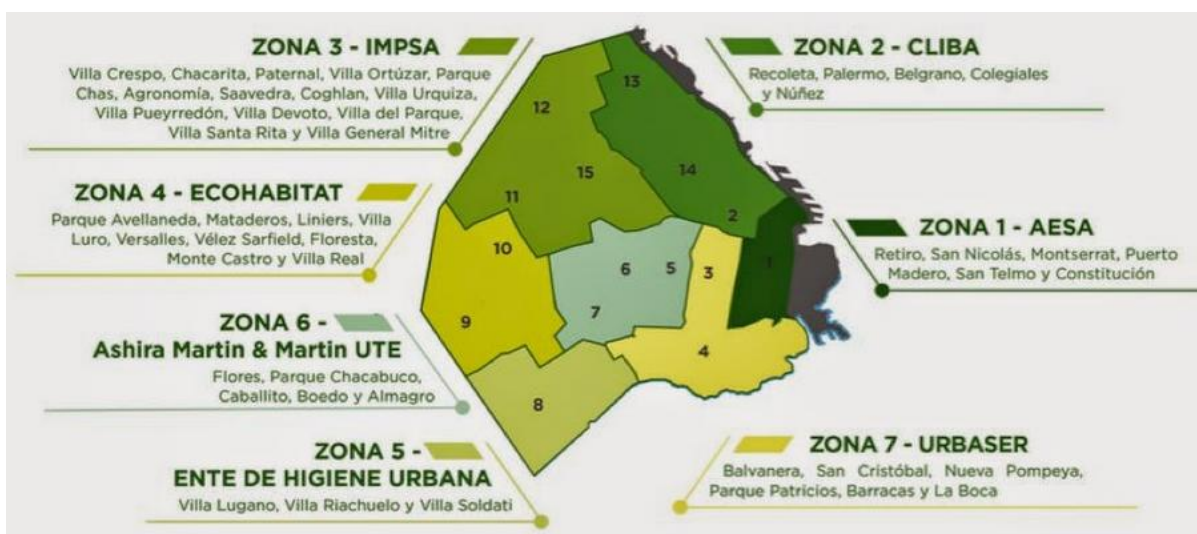 ZONA 3 - IMPSA
Villa Crespo, Chacarita, Paternal, Villa Ortúzar, Parque
Chas, Agronomía, Saavedra, Coghlan, Villa Urquiza,
Villa Pueyrredón, Villa Devoto, Villa del Parque,
Villa Santa Rita y Villa General Mitre
ZONA 2 - CLIBA
Recoleta, Palermo, Belgrano, Colegiales
y Núñez
ZONA 4 - ECOHABITAT
Parque Avellaneda, Mataderos, Liniers, Villa
Luro, Versalles, Vélez Sarfield, Floresta,
Monte Castro y Villa Real
ZONA 1 - AESA
Retiro, San Nicolás, Montserrat, Puerto
Madero, San Telmo y Constitución
ZONA 6 -
Ashira Martin & Martin UTE
Flores, Parque Chacabuco,
Caballito, Boedo y Almagro
ZONA 5 -
ENTE DE HIGIENE URBANA
Villa Lugano, Villa Riachuelo y Villa Soldati
ZONA 7 - URBASER
Balvanera, San Cristóbal, Nueva Pompeya,
Parque Patricios, Barracas y La Boca
13
12
14
15
11
2
10
6
5
3
1
7
9
4
8